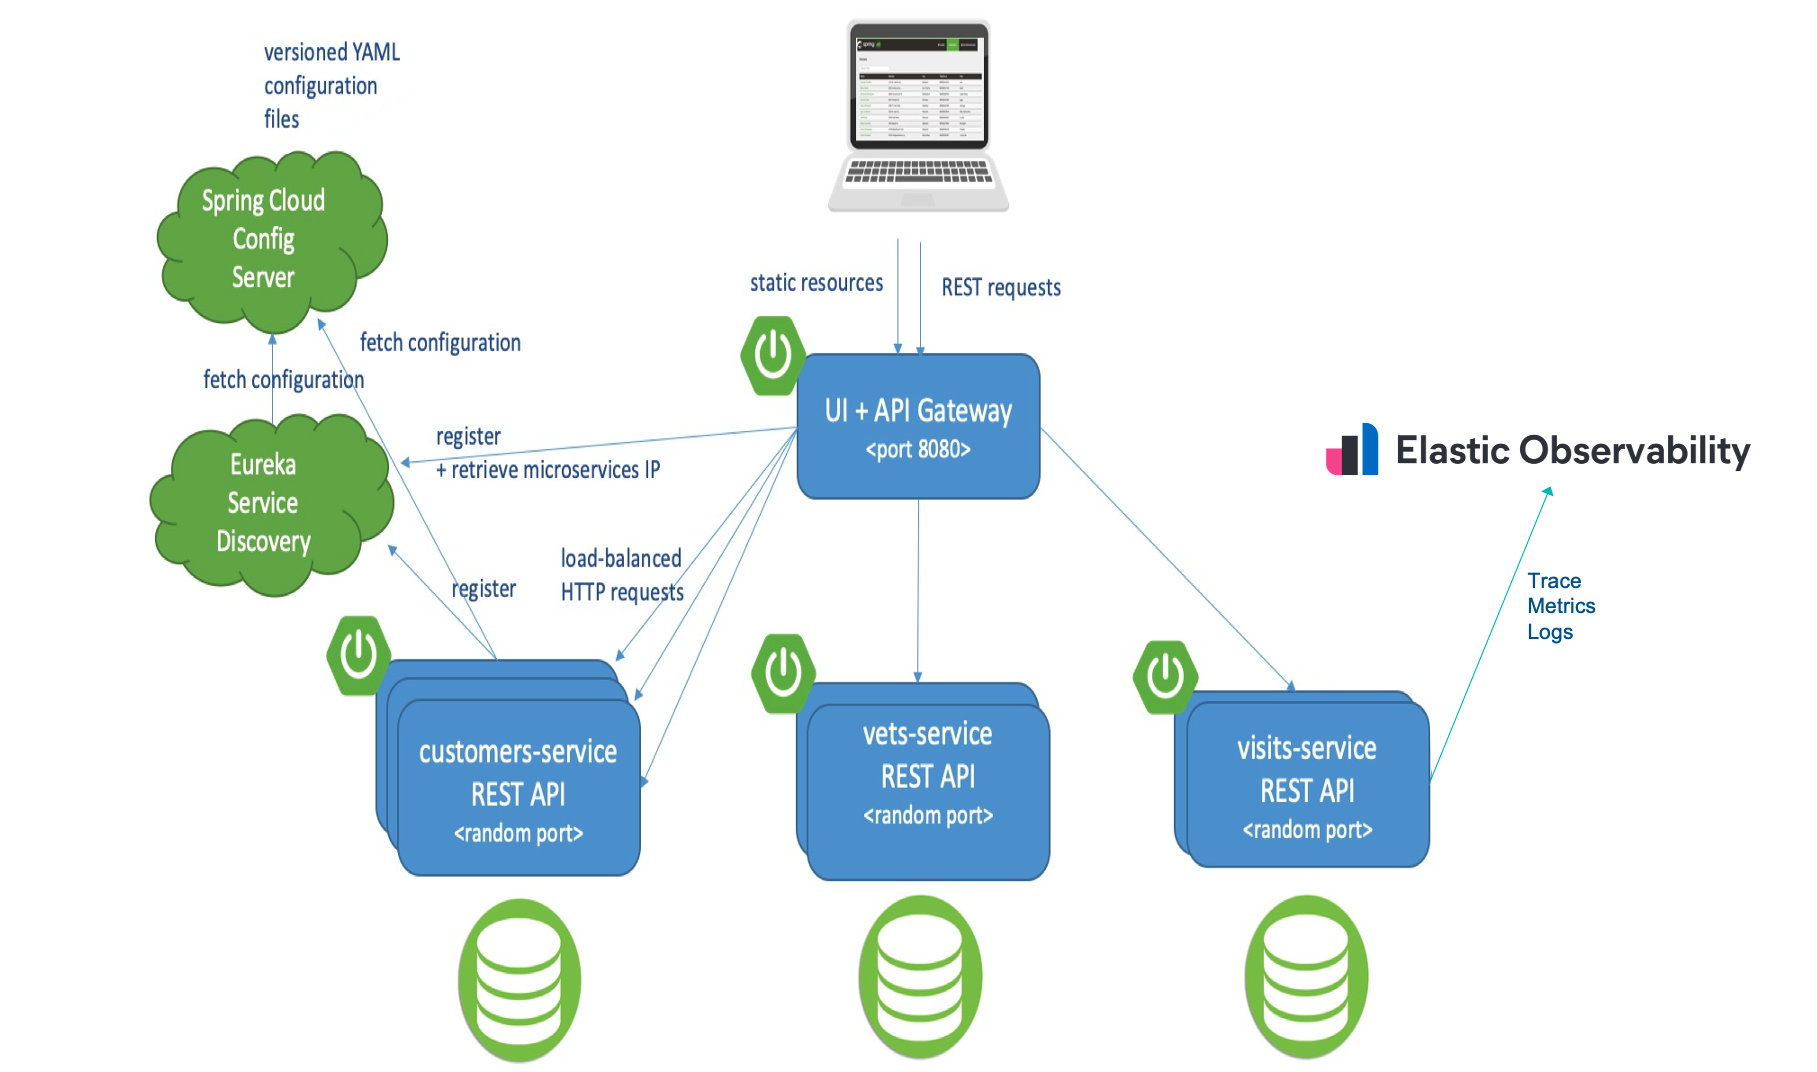 versioned YAML
configuration
files
Spring Cloud
Config
Server
static resources
REST requests
fetch configuration
fetch configuration
UI + API Gateway
<port 8080>
register
+ retrieve microservices IP
Eureka
Service
Discovery
Elastic Observability
load-balanced
HTTP requests
register
Trace
Metrics
Logs
customers-service
REST API
<random port>
vets-service
REST API
<random port>
visits-service
REST API
<random port>
spring